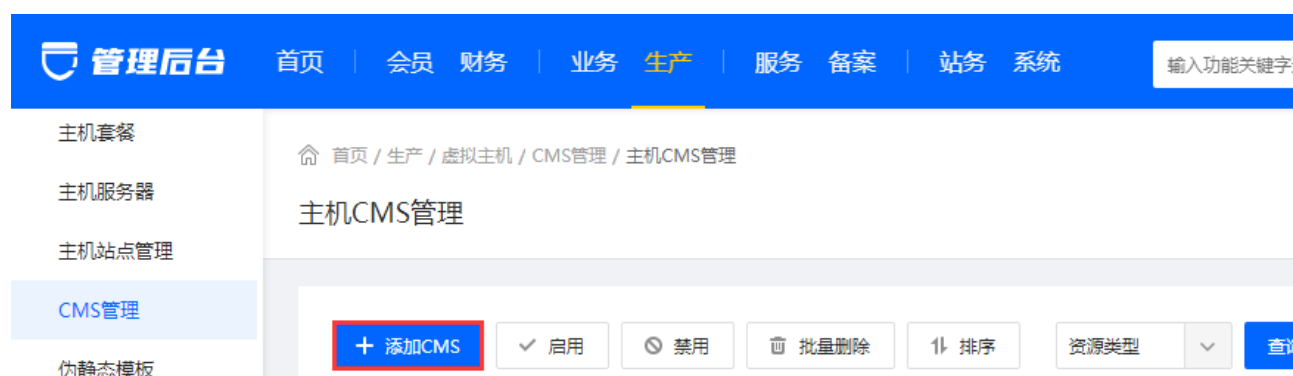 管理后台 首页 会员 财务 业务 生产 服务 备案 站务 系统 输入功能关键字
主机套餐
首页 / 生产 / 虚拟主机 / CMS管理 / 主机CMS管理
主机服务器
主机CMS管理
主机站点管理
CMS管理
添加CMS 启用 禁用 批量删除 排序 资源类型 查询
伪静态模板